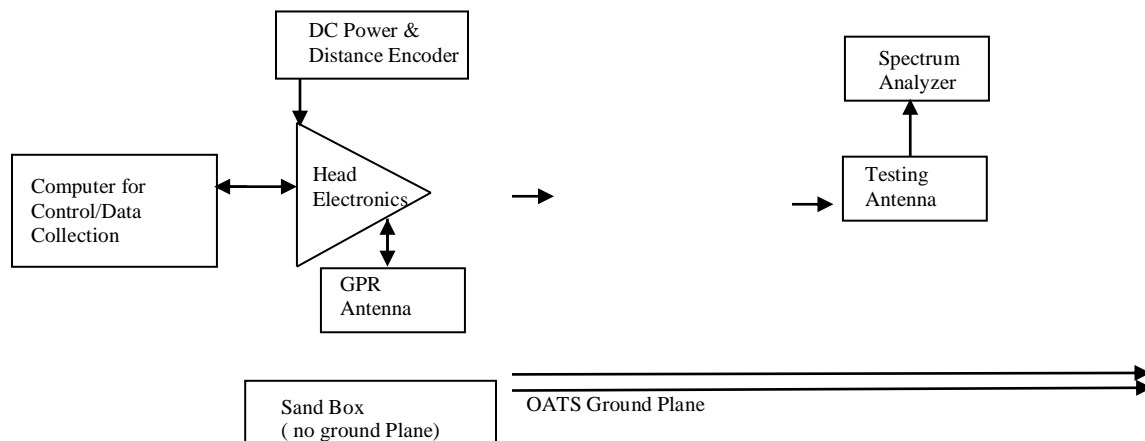 DC Power &
Distance Encoder
Spectrum
Analyzer
Computer for
Control/Data
Collection
Head
Electronics
Testing
Antenna
GPR
Antenna
Sand Box
( no ground Plane)
OATS Ground Plane